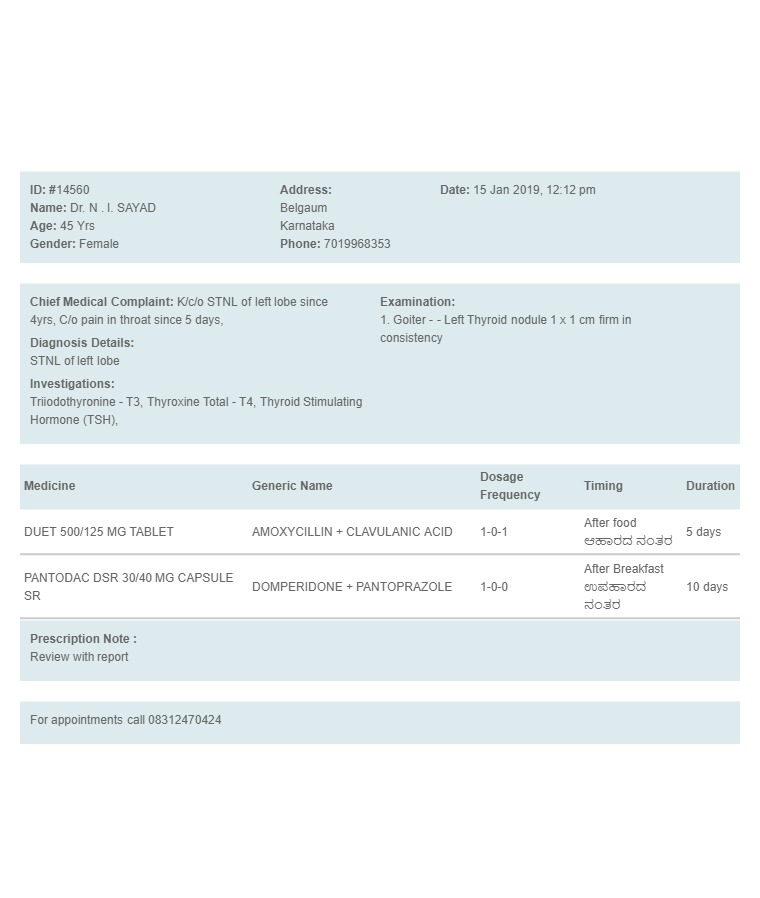 ID: #14560
Name: Dr. N . I. SAYAD
Age: 45 Yrs
Gender: Female
Address:
Belgaum
Karnataka
Phone: 7019968353
Date: 15 Jan 2019, 12:12 pm
Chief Medical Complaint: K/c/o STNL of left lobe since
4yrs, C/o pain in throat since 5 days,
Diagnosis Details:
STNL of left lobe
Investigations:
Triiodothyronine - T3, Thyroxine Total - T4, Thyroid Stimulating
Hormone (TSH),
Examination:
1. Goiter - - Left Thyroid nodule 1 x 1 cm firm in
consistency
Medicine Generic Name Dosage Frequency Timing Duration
DUET 500/125 MG TABLET AMOXYCILLIN + CLAVULANIC ACID 1-0-1 After food 5 days
ಆಹಾರದ ನಂತರ
PANTODAC DSR 30/40 MG CAPSULE SR DOMPERIDONE + PANTOPRAZOLE 1-0-0 After Breakfast 10 days
ಉಪಹಾರದ
ನಂತರ
Prescription Note :
Review with report
For appointments call 08312470424